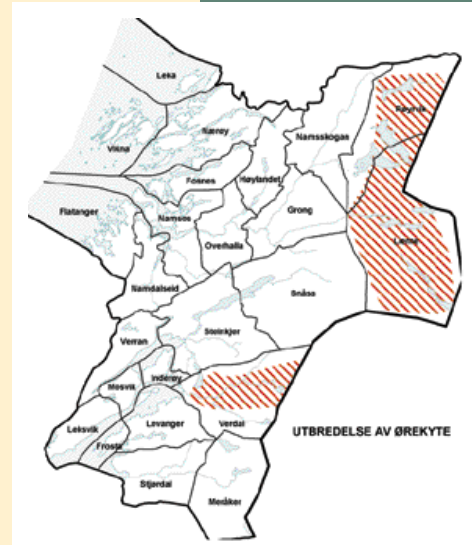 Leka
Røyrvik
Nærøy
Namsskogan
Vikna
Fosnes
Høylandet
Flatanger
Namsos
Grong
Overhalla
Lierne
Namdalseid
Snåsa
Steinkjer
Verran
Inderøy
Mosvik
Leksvik
Levanger
Verdal
UTBREDELSE AV ØREKYTE
Frosta
Stjørdal
Meråker